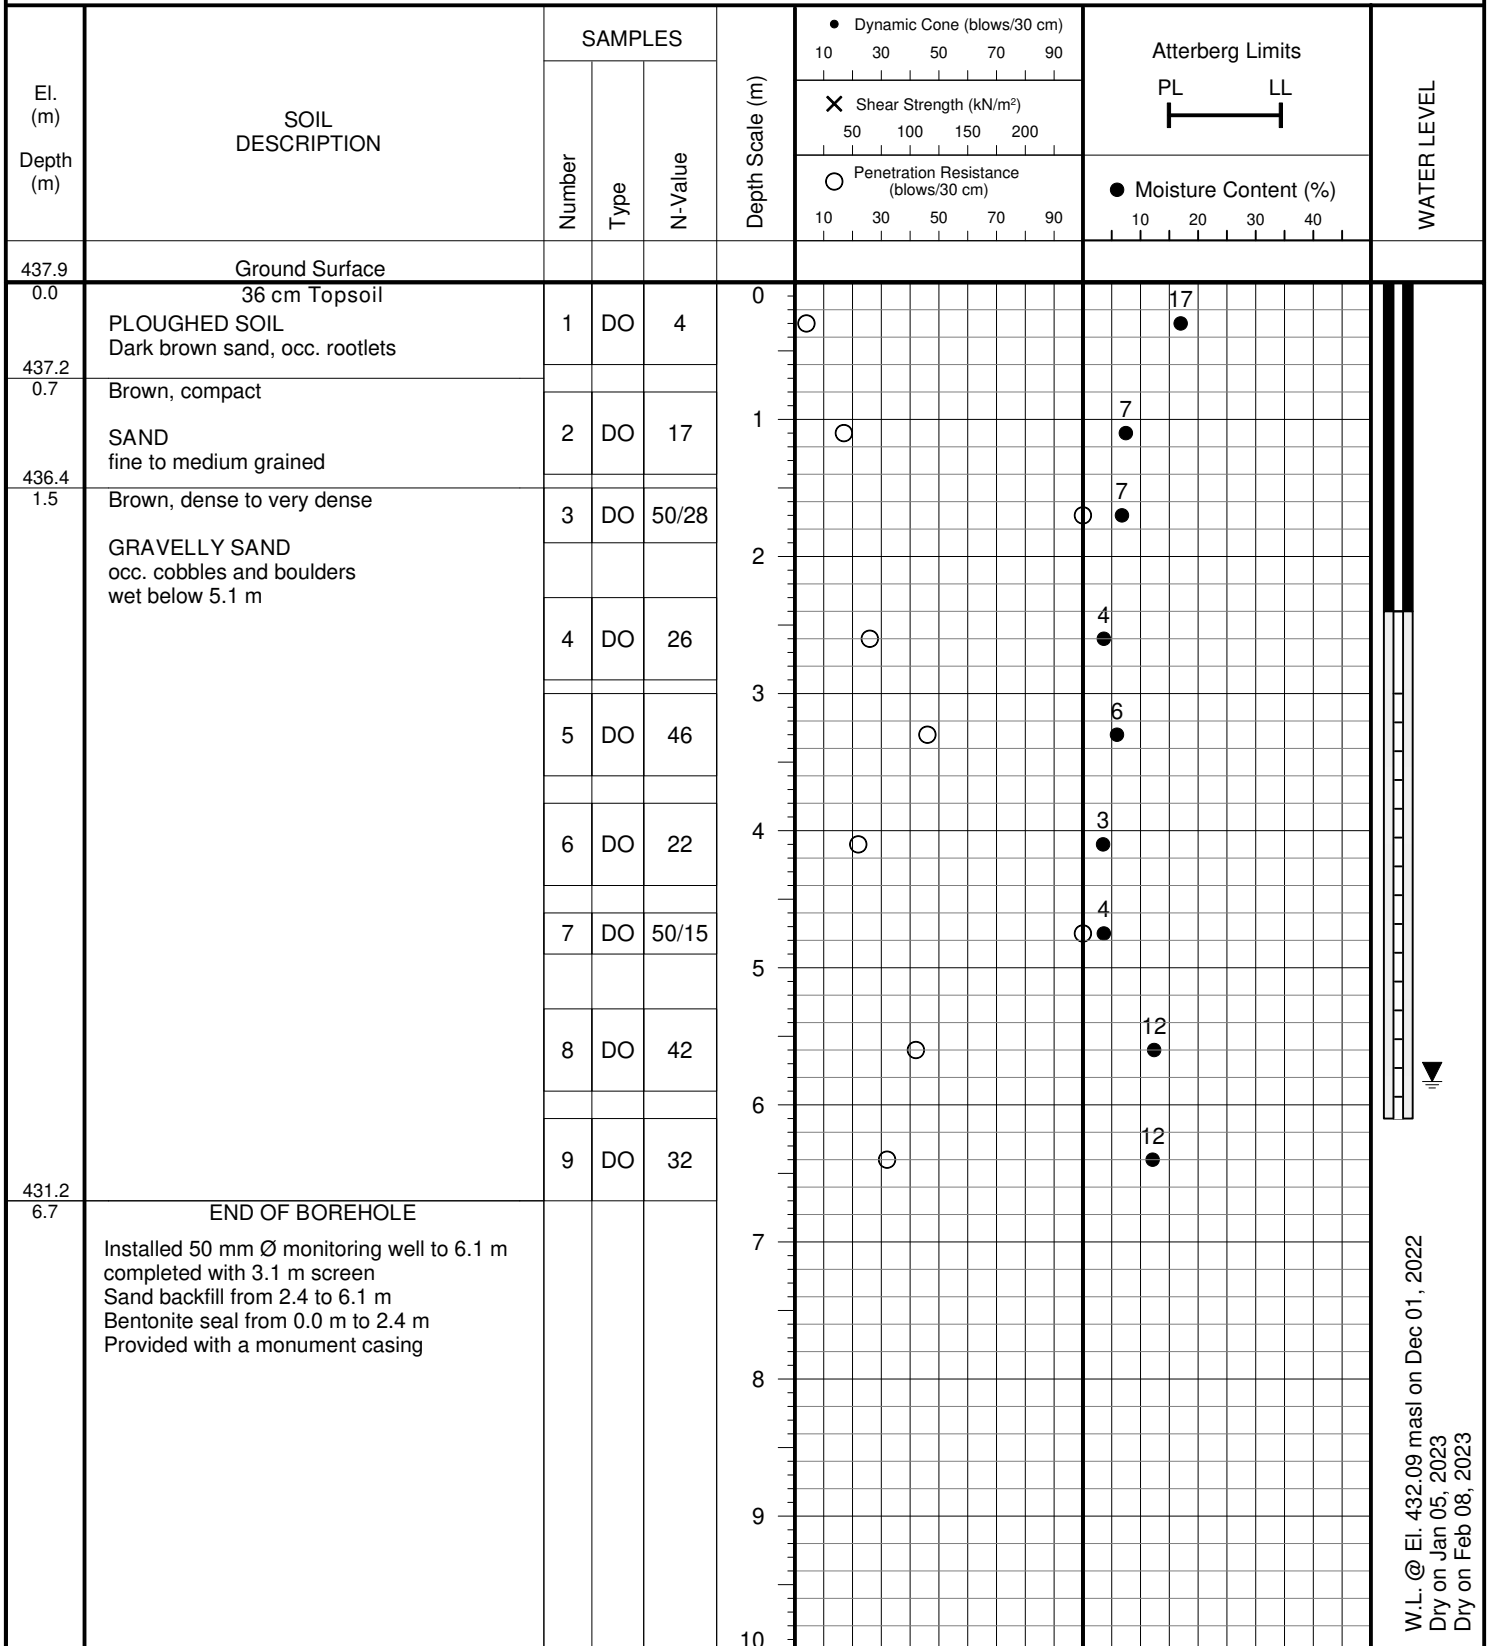 El.
(m)
Depth
(m)
SOIL
DESCRIPTION
SAMPLES
Number
Type
N-Value
Depth Scale (m)
● Dynamic Cone (blows/30 cm)
10 30 50 70 90
✕ Shear Strength (kN/m²)
50 100 150 200
○ Penetration Resistance
(blows/30 cm)
10 30 50 70 90
Atterberg Limits
PL LL
● Moisture Content (%)
10 20 30 40
WATER LEVEL
437.9 Ground Surface
0.0 36 cm Topsoil 0
17
PLOUGHED SOIL 1 DO 4
Dark brown sand, occ. rootlets
437.2
0.7 Brown, compact
7
1
SAND 2 DO 17
fine to medium grained
436.4
1.5 Brown, dense to very dense
7
3 DO 50/28
GRAVELLY SAND
2
occ. cobbles and boulders
wet below 5.1 m
4
4 DO 26
3
6
5 DO 46
3
4
6 DO 22
4
7 DO 50/15
5
12
8 DO 42
6
12
9 DO 32
431.2
6.7 END OF BOREHOLE
Installed 50 mm Ø monitoring well to 6.1 m
7
completed with 3.1 m screen
Sand backfill from 2.4 to 6.1 m
Bentonite seal from 0.0 m to 2.4 m
Provided with a monument casing
8
9
10
W.L. @ El. 432.09 masl on Dec 01, 2022
Dry on Jan 05, 2023
Dry on Feb 08, 2023